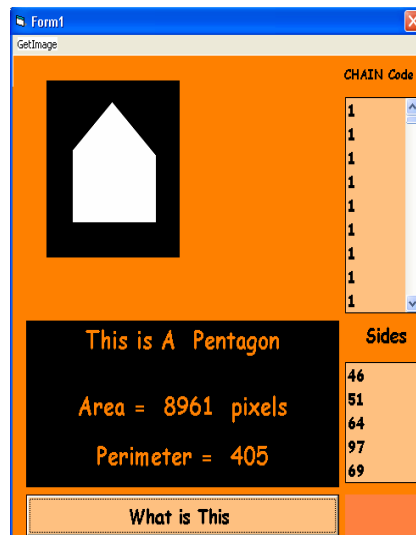 Form1
GetImage
CHAIN Code
1
1
1
1
1
1
1
1
1
This is A Pentagon
Area = 8961 pixels
Perimeter = 405
Sides
46
51
64
97
69
What is This